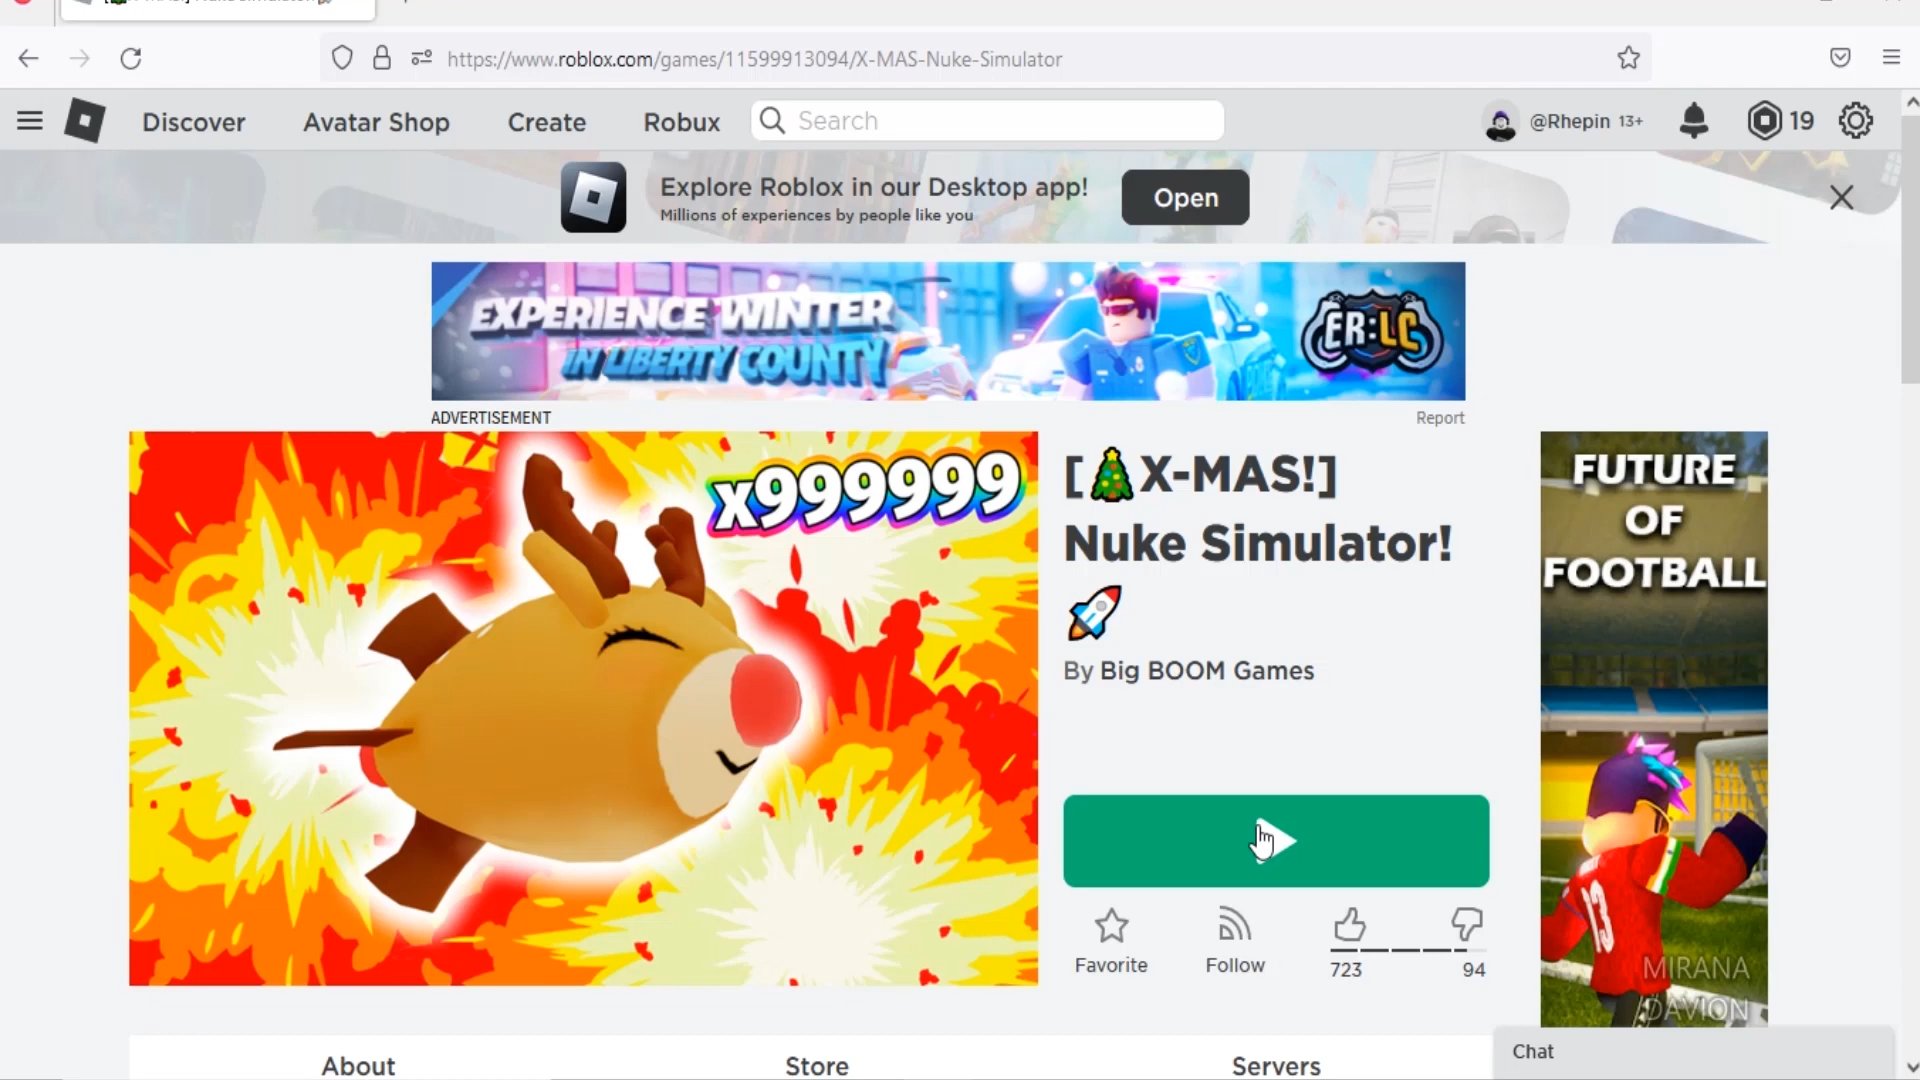 https://www.roblox.com/games/11599913094/X-MAS-Nuke-Simulator
Discover
Avatar Shop
Create
Robux
Search
@Rhepin 13+
19
Explore Roblox in our Desktop app!
Millions of experiences by people like you
Open
EXPERIENCE WINTER
IN LIBERTY COUNTY
ER:LC
ADVERTISEMENT
Report
x999999
[🎄X-MAS!]
Nuke Simulator!
🚀
By Big BOOM Games
Favorite
Follow
723
94
FUTURE
OF
FOOTBALL
13
MIRANA
DAVION
About
Store
Servers
Chat